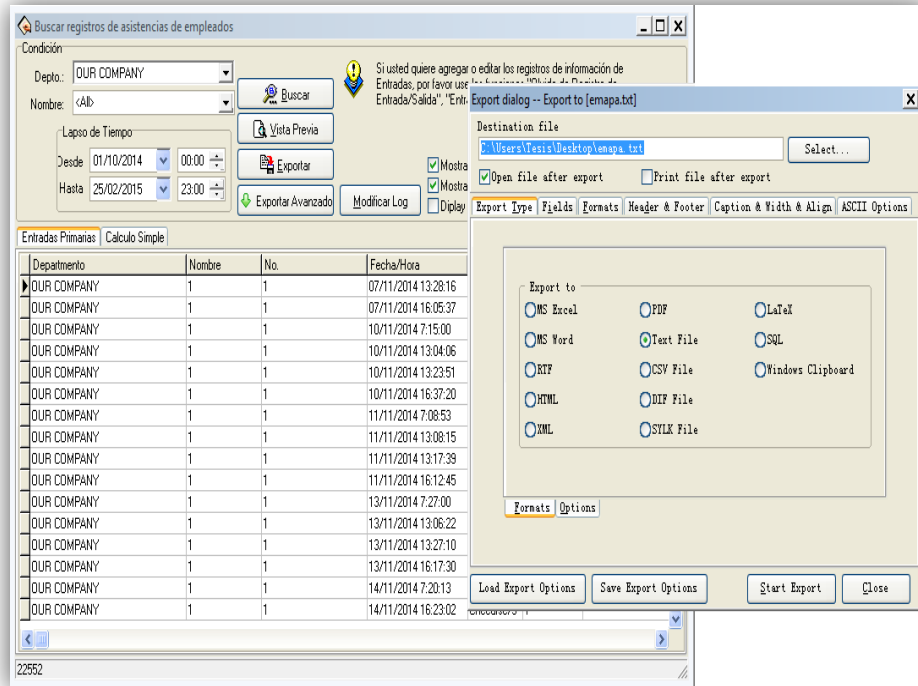 Buscar registros de asistencias de empleados
Condición
Depto.: OUR COMPANY
Nombre: <All>
Lapso de Tiempo
Desde 01/10/2014 00:00
Hasta 25/02/2015 23:00
Buscar
Vista Previa
Exportar
Exportar Avanzado
Modificar Log
Si usted quiere agregar o editar los registros de información de
Entradas, por favor use
Entrada/Salida", "Entr
Mostra
Mostra
Diplay
Entradas Primarias Calculo Simple
Departmento Nombre No. Fecha/Hora
OUR COMPANY 1 1 07/11/2014 13:28:16
OUR COMPANY 1 1 07/11/2014 16:05:37
OUR COMPANY 1 1 10/11/2014 7:15:00
OUR COMPANY 1 1 10/11/2014 13:04:06
OUR COMPANY 1 1 10/11/2014 13:23:51
OUR COMPANY 1 1 10/11/2014 16:37:20
OUR COMPANY 1 1 11/11/2014 7:08:53
OUR COMPANY 1 1 11/11/2014 13:08:15
OUR COMPANY 1 1 11/11/2014 13:17:39
OUR COMPANY 1 1 11/11/2014 16:12:45
OUR COMPANY 1 1 13/11/2014 7:27:00
OUR COMPANY 1 1 13/11/2014 13:06:22
OUR COMPANY 1 1 13/11/2014 13:27:10
OUR COMPANY 1 1 13/11/2014 16:17:30
OUR COMPANY 1 1 14/11/2014 7:20:13
OUR COMPANY 1 1 14/11/2014 16:23:02
22552
Export dialog -- Export to [emapa.txt]
Destination file
C:\Users\Tesis\Desktop\emapa.txt Select...
Open file after export Print file after export
Export Type Fields Formats Header & Footer Caption & Width & Align ASCII Options
Export to
MS Excel PDF LaTeX
MS Word Text File SQL
RTF CSV File Windows Clipboard
HTML DIF File
XML SYLK File
Formats Options
Load Export Options Save Export Options Start Export Close